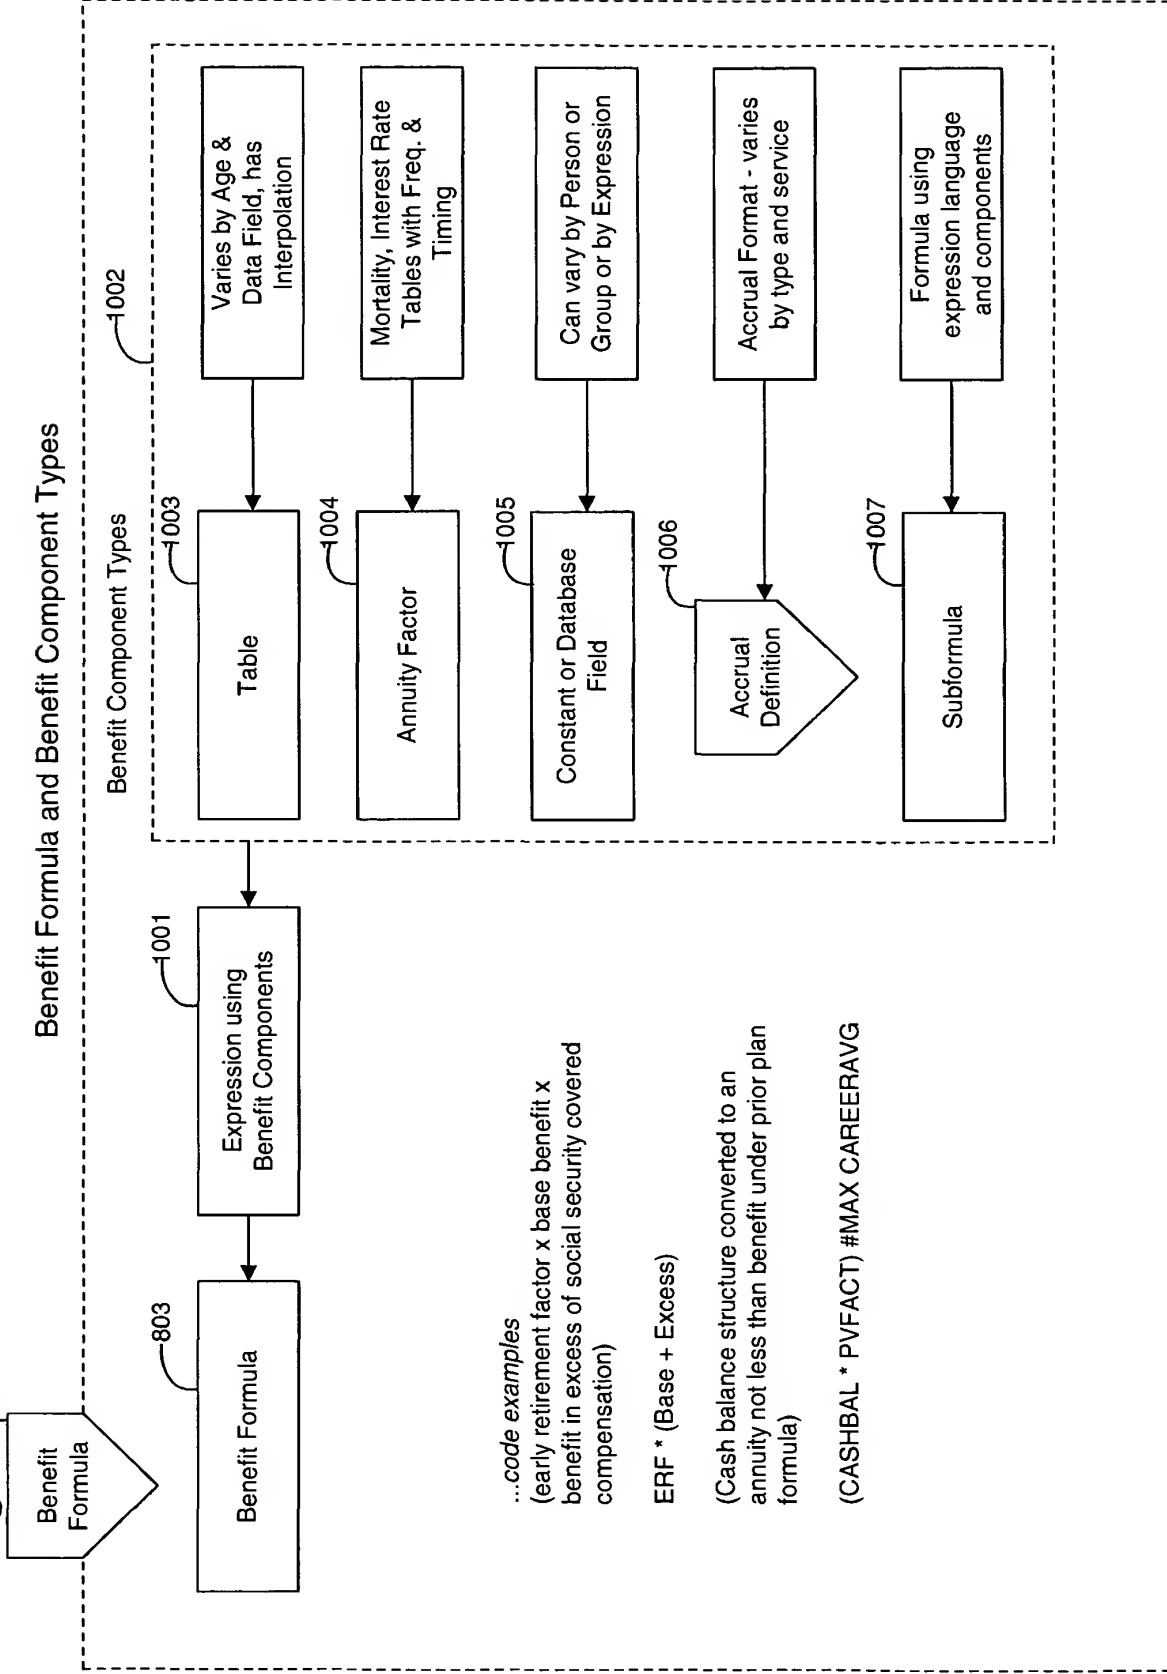 Benefit Formula and Benefit Component Types
Benefit
Formula
803
Benefit Formula
1001
Expression using
Benefit Components
Benefit Component Types
1002
1003
Table
Varies by Age &
Data Field, has
Interpolation
1004
Annuity Factor
Mortality, Interest Rate
Tables with Freq. &
Timing
1005
Constant or Database
Field
Can vary by Person or
Group or by Expression
1006
Accrual
Definition
Accrual Format - varies
by type and service
1007
Subformula
Formula using
expression language
and components
...code examples
(early retirement factor x base benefit x
benefit in excess of social security covered
compensation)
ERF * (Base + Excess)
(Cash balance structure converted to an
annuity not less than benefit under prior plan
formula)
(CASHBAL * PVFACT) #MAX CAREERAVG